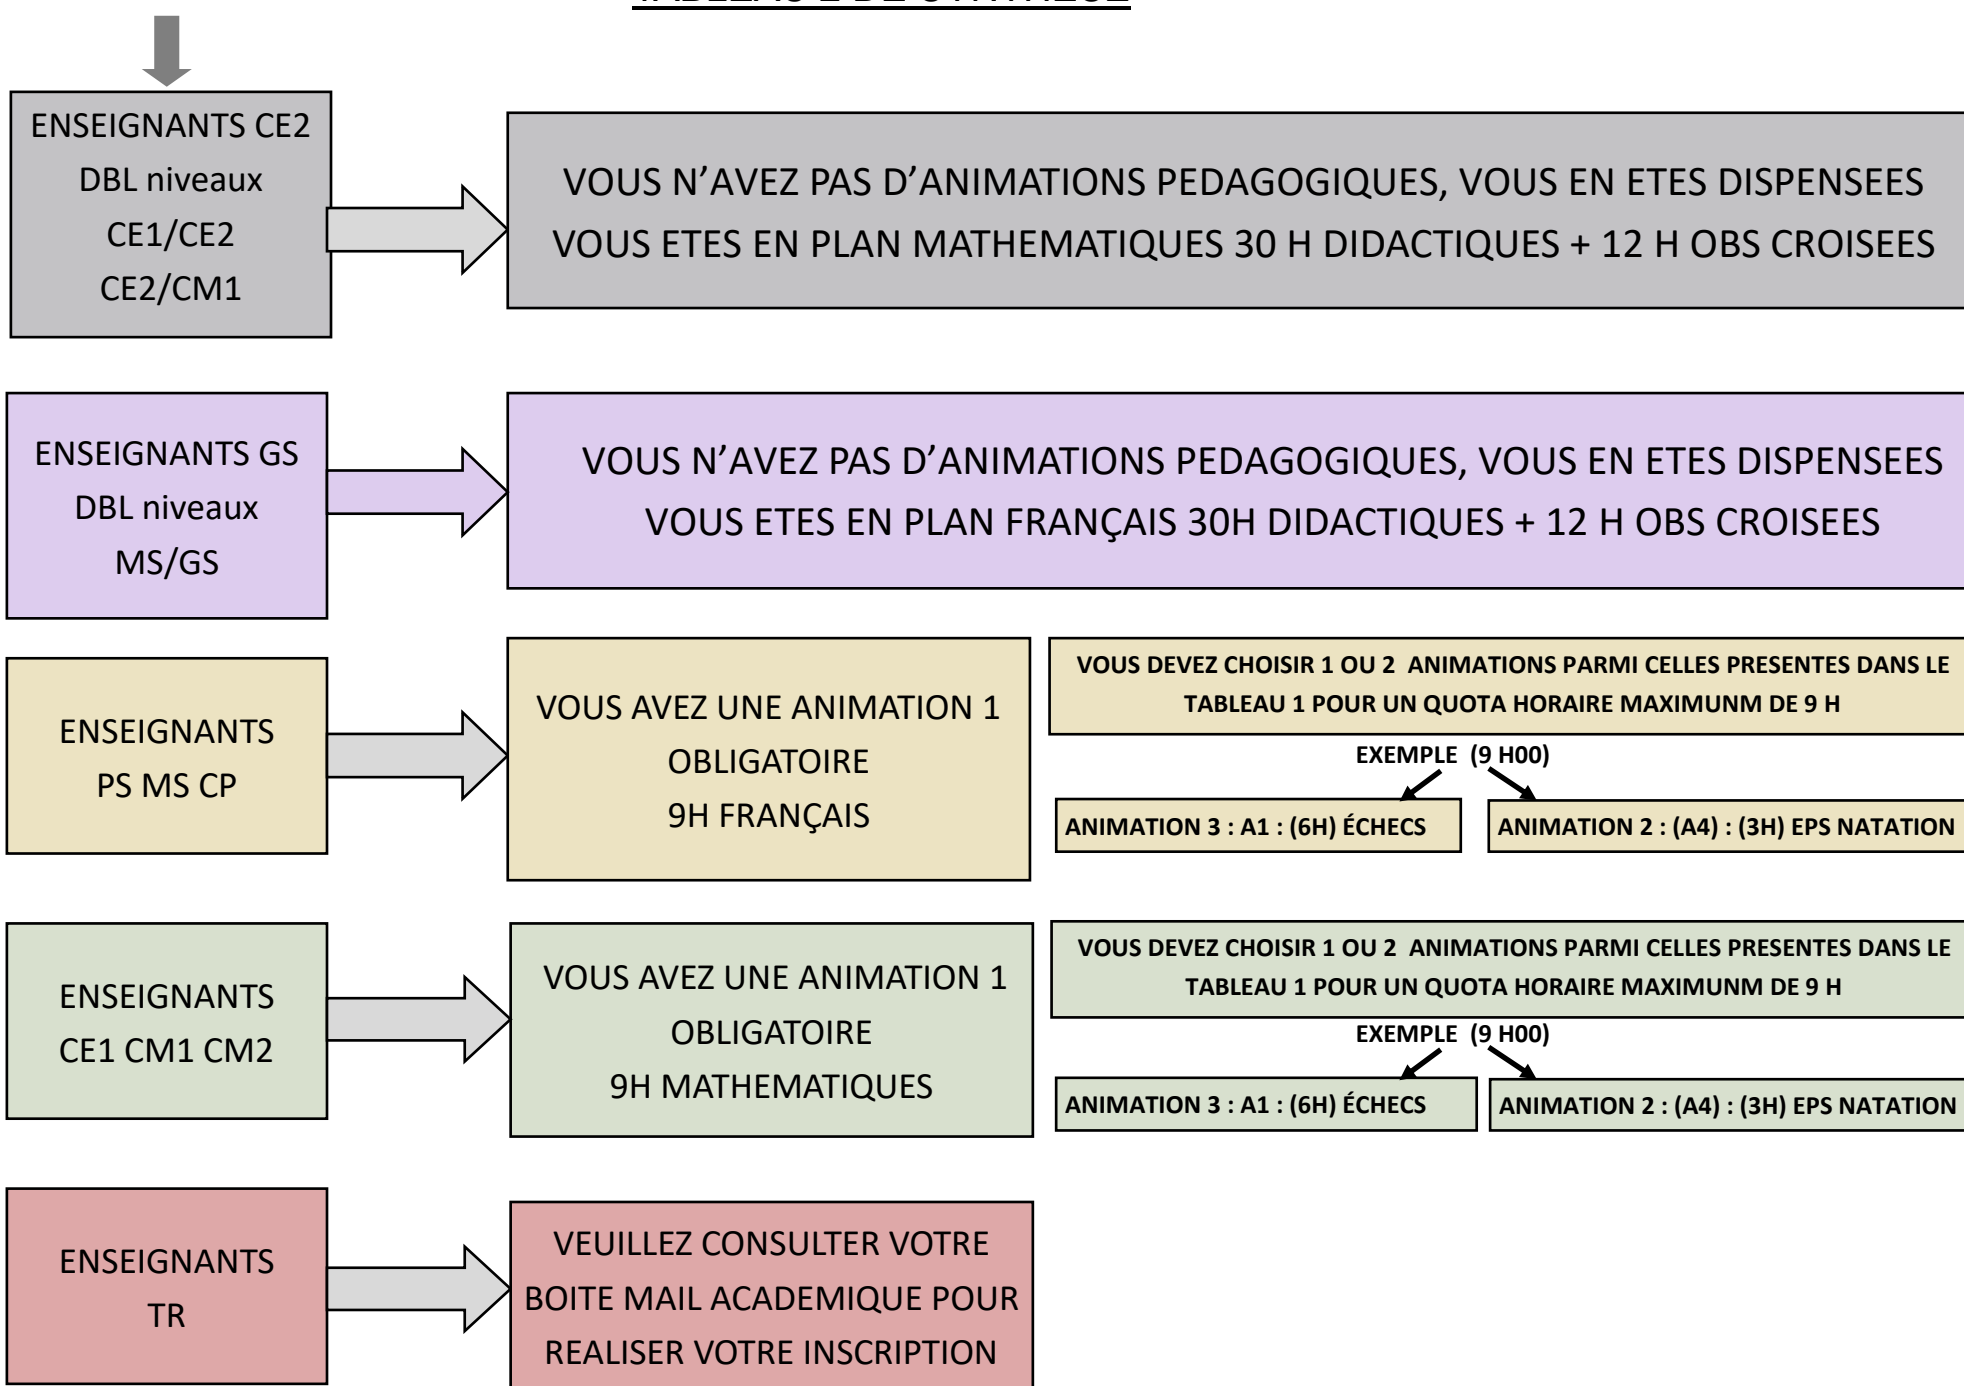 TABLEAU 2 DE SYNTHESE
ENSEIGNANTS CE2
DBL niveaux
CE1/CE2
CE2/CM1
VOUS N’AVEZ PAS D’ANIMATIONS PEDAGOGIQUES, VOUS EN ETES DISPENSEES
VOUS ETES EN PLAN MATHEMATIQUES 30 H DIDACTIQUES + 12 H OBS CROISEES
ENSEIGNANTS GS
DBL niveaux
MS/GS
VOUS N’AVEZ PAS D’ANIMATIONS PEDAGOGIQUES, VOUS EN ETES DISPENSEES
VOUS ETES EN PLAN FRANÇAIS 30H DIDACTIQUES + 12 H OBS CROISEES
ENSEIGNANTS
PS MS CP
VOUS AVEZ UNE ANIMATION 1
OBLIGATOIRE
9H FRANÇAIS
VOUS DEVEZ CHOISIR 1 OU 2 ANIMATIONS PARMI CELLES PRESENTES DANS LE
TABLEAU 1 POUR UN QUOTA HORAIRE MAXIMUNM DE 9 H
EXEMPLE (9 H00)
ANIMATION 3 : A1 : (6H) ÉCHECS
ANIMATION 2 : (A4) : (3H) EPS NATATION
ENSEIGNANTS
CE1 CM1 CM2
VOUS AVEZ UNE ANIMATION 1
OBLIGATOIRE
9H MATHEMATIQUES
VOUS DEVEZ CHOISIR 1 OU 2 ANIMATIONS PARMI CELLES PRESENTES DANS LE
TABLEAU 1 POUR UN QUOTA HORAIRE MAXIMUNM DE 9 H
EXEMPLE (9 H00)
ANIMATION 3 : A1 : (6H) ÉCHECS
ANIMATION 2 : (A4) : (3H) EPS NATATION
ENSEIGNANTS
TR
VEUILLEZ CONSULTER VOTRE
BOITE MAIL ACADEMIQUE POUR
REALISER VOTRE INSCRIPTION